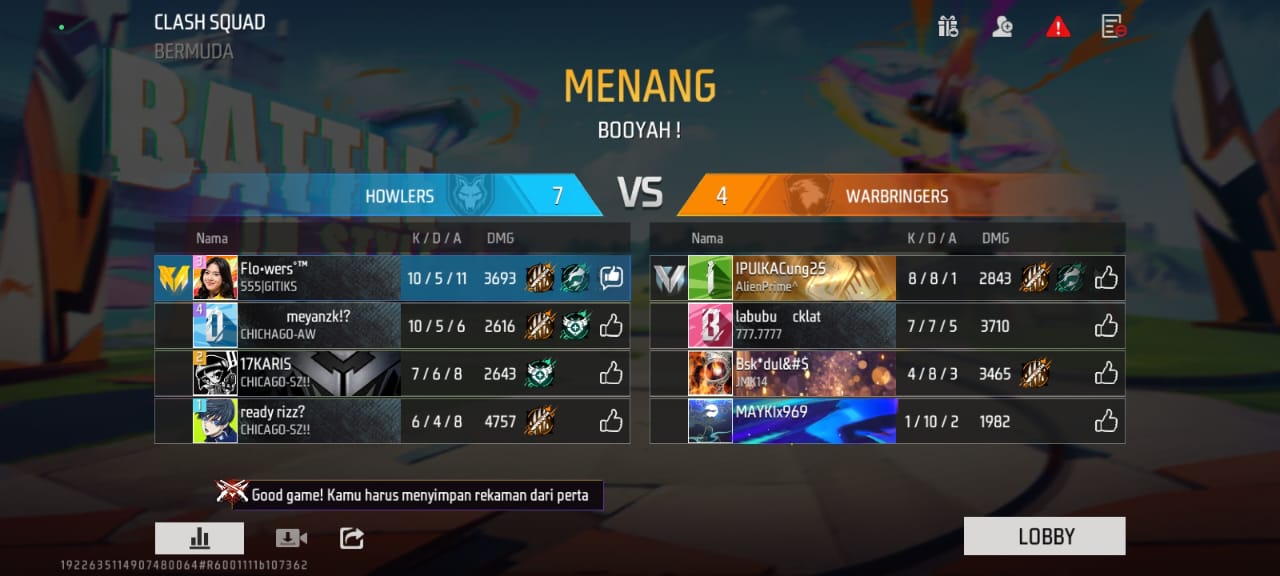 CLASH SQUAD
BERMUDA
MENANG
BOOYAH !
HOWLERS 7 VS 4 WARBRINGERS
Nama K / D / A DMG
3 Flo•wers°™ 10 / 5 / 11 3693
555|GITIKS
4 meyanzk!? 10 / 5 / 6 2616
CHICHAGO-AW
2 17KARIS 7 / 6 / 8 2643
CHICAGO-SZ!!
1 ready rizz? 6 / 4 / 8 4757
CHICAGO-SZ!!
Nama K / D / A DMG
IPUlKACung25 8 / 8 / 1 2843
AlienPrime^
labubu cklat 7 / 7 / 5 3710
777.7777
Bsk*dul&#$ 4 / 8 / 3 3465
JMK14
MAYKIx969 1 / 10 / 2 1982
Good game! Kamu harus menyimpan rekaman dari perta
LOBBY
1922635114907480064#R6001111b107362